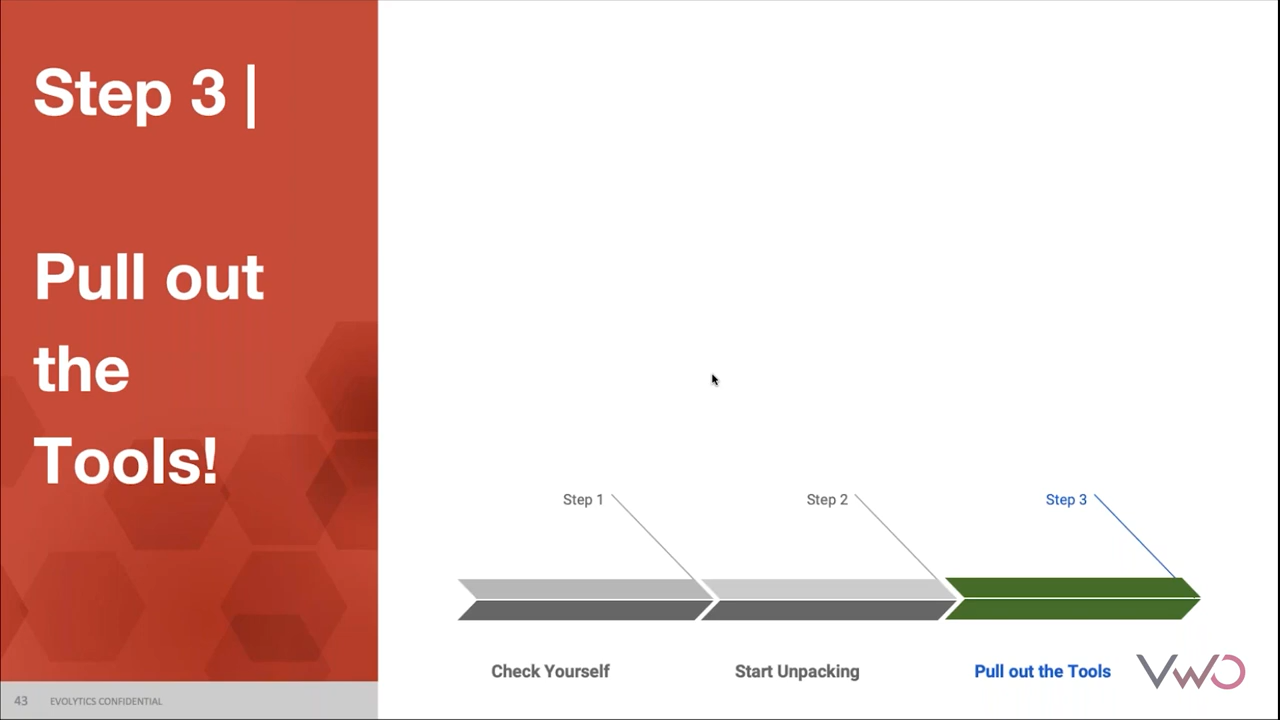 Step 3 |
Pull out
the
Tools!
Step 1
Step 2
Step 3
Check Yourself
Start Unpacking
Pull out the Tools
VWO
43
EVOLYTICS CONFIDENTIAL